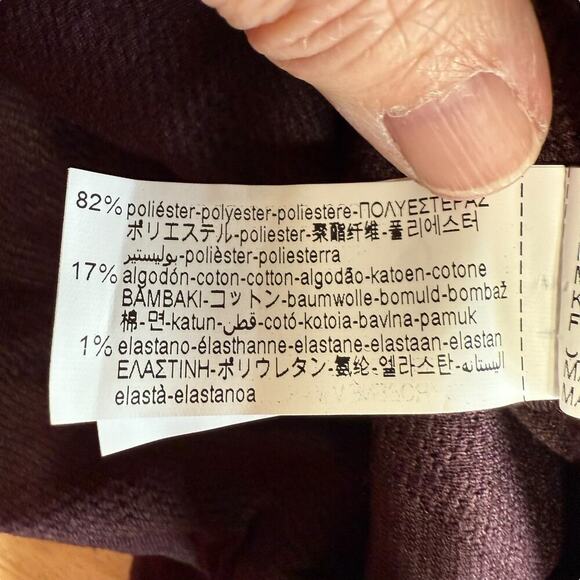 82% poliéster-polyester-poliestere-ΠΟΛΥΕΣΤΕΡΑΣ
ポリエステル-poliester-聚酯纤维-폴리에스터
بوليستير-polièster-poliesterra
17% algodón-coton-cotton-algodão-katoen-cotone
BAMBAKI-コットン-baumwolle-bomuld-bombaž
棉-면-katun-قطن-cotó-kotoia-bavlna-pamuk
1% elastano-élasthanne-elastane-elastaan-elastan
ΕΛΑΣΤΙΝΗ-ポリウレタン-氨纶-엘라스탄-اليستانه
elastà-elastanoa